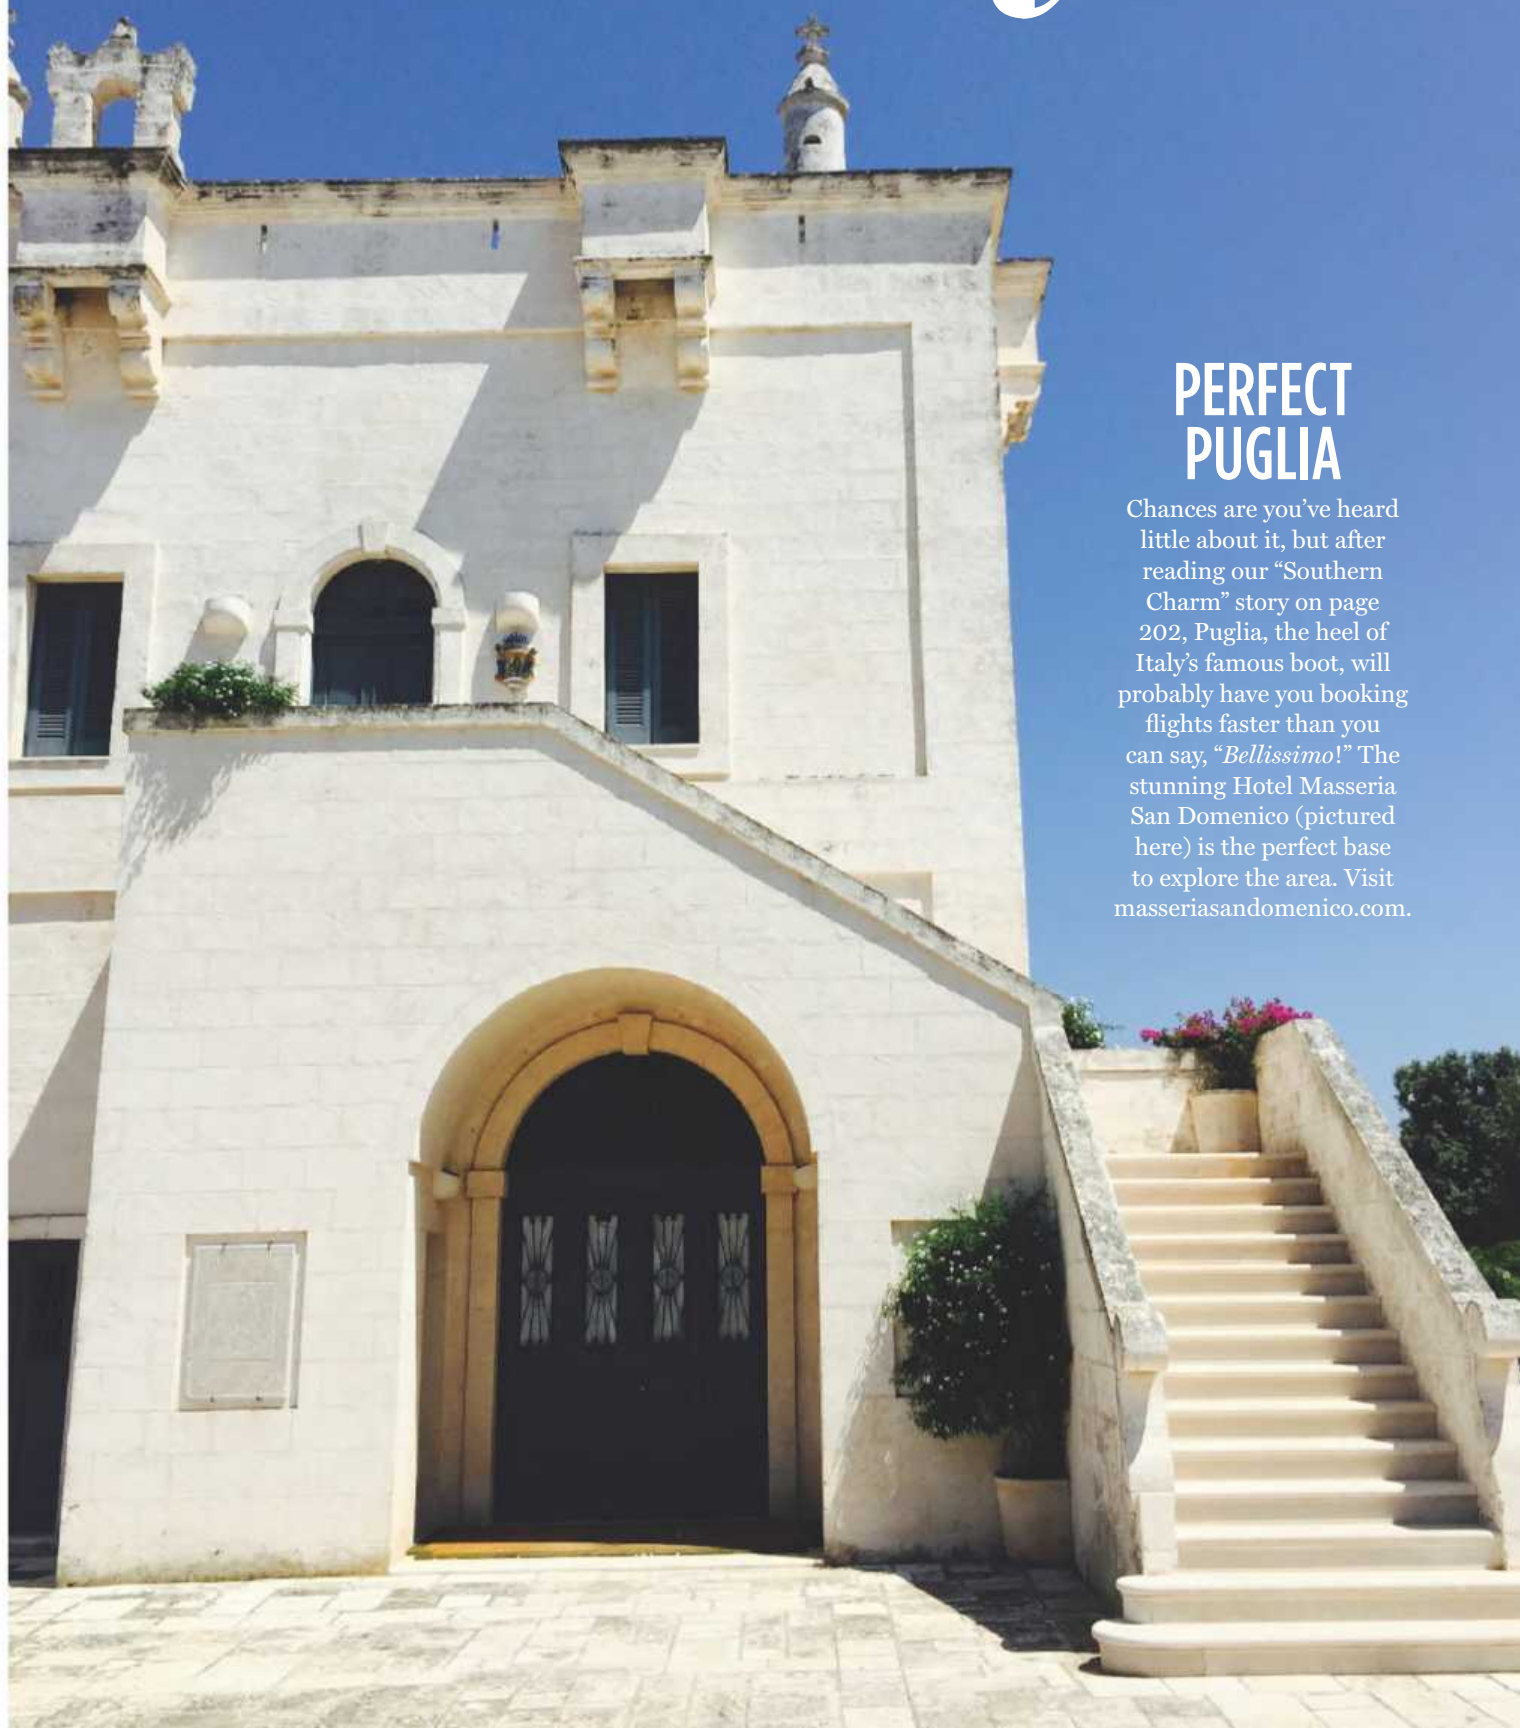 PERFECT
PUGLIA
Chances are you’ve heard
little about it, but after
reading our “Southern
Charm” story on page
202, Puglia, the heel of
Italy’s famous boot, will
probably have you booking
flights faster than you
can say, “Bellissimo!” The
stunning Hotel Masseria
San Domenico (pictured
here) is the perfect base
to explore the area. Visit
masseriasandomenico.com.